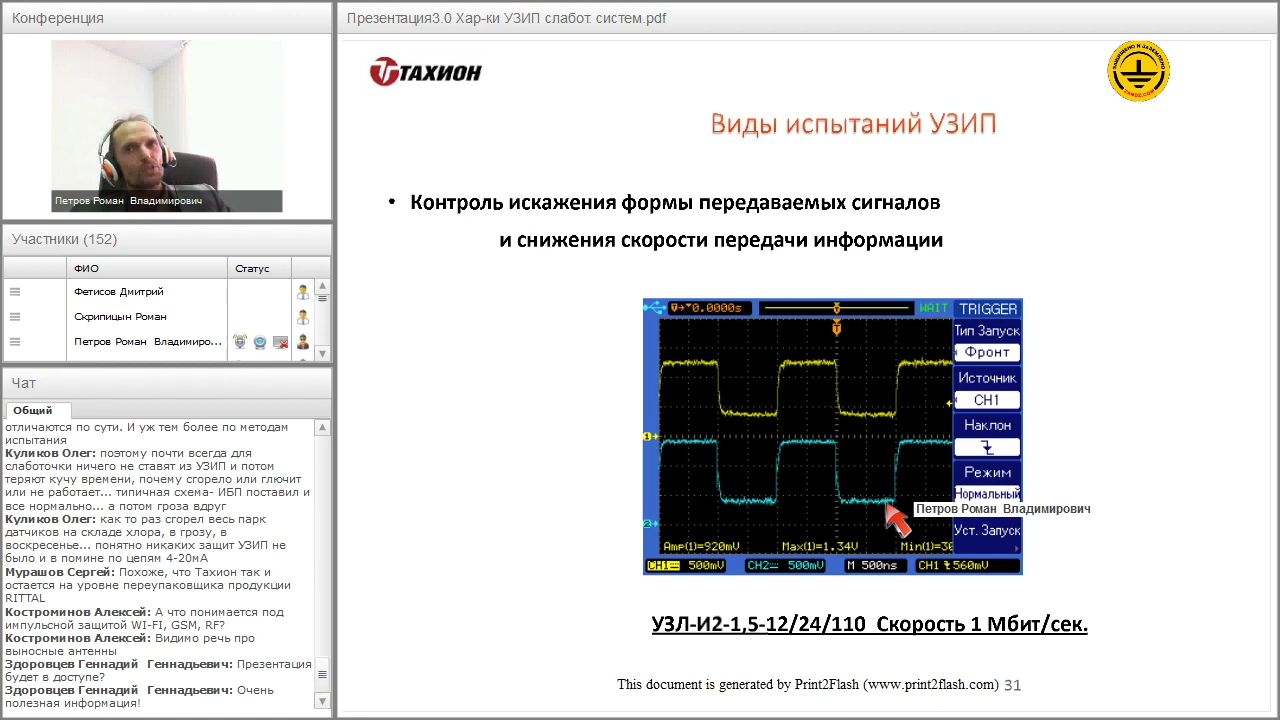 Конференция
Петров Роман Владимирович
Участники (152)
ФИО Статус
Фетисов Дмитрий
Скрипицын Роман
Петров Роман Владимиро...
Чат
Общий
отличаются по сути. И уж тем более по методам
испытания
Куликов Олег: поэтому почти всегда для
слаботочки ничего не ставят из УЗИП и потом
теряют кучу времени, почему сгорело или глючит
или не работает... типичная схема- ИБП поставил и
все нормально... а потом гроза вдруг
Куликов Олег: как то раз сгорел весь парк
датчиков на складе хлора, в грозу, в
воскресенье... понятно никаких защит УЗИП не
было и в помине по цепям 4-20мА
Мурашов Сергей: Похоже, что Тахион так и
остается на уровне переупаковщика продукции
RITTAL
Костроминов Алексей: А что понимается под
импульсной защитой WI-FI, GSM, RF?
Костроминов Алексей: Видимо речь про
выносные антенны
Здоровцев Геннадий Геннадьевич: Презентация
будет в доступе?
Здоровцев Геннадий Геннадьевич: Очень
полезная информация!
Презентация3.0 Хар-ки УЗИП слабот. систем.pdf
ТАХИОН
ЗАЩИЩЕНО И ЗАЗЕМЛЕНО
ZANDZ.COM
Виды испытаний УЗИП
• Контроль искажения формы передаваемых сигналов
и снижения скорости передачи информации
0.0000s
WAIT
TRIGGER
Тип Запуск
Фронт
Источник
CH1
Наклон
Режим
Нормальный
Уст. Запуск
Петров Роман Владимирович
Amp(1)=920mV Max(1)=1.34V Min(1)=30
CH1 500mV CH2 500mV M 500ns CH1 560mV
УЗЛ-И2-1,5-12/24/110 Скорость 1 Мбит/сек.
This document is generated by Print2Flash (www.print2flash.com) 31